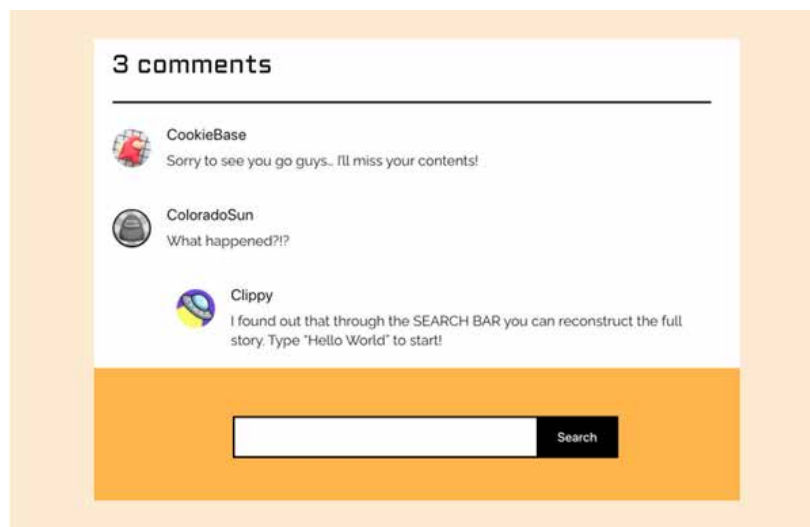 3 comments
CookieBase
Sorry to see you go guys... I'll miss your contents!
ColoradoSun
What happened?!?
Clippy
I found out that through the SEARCH BAR you can reconstruct the full
story. Type "Hello World" to start!
Search